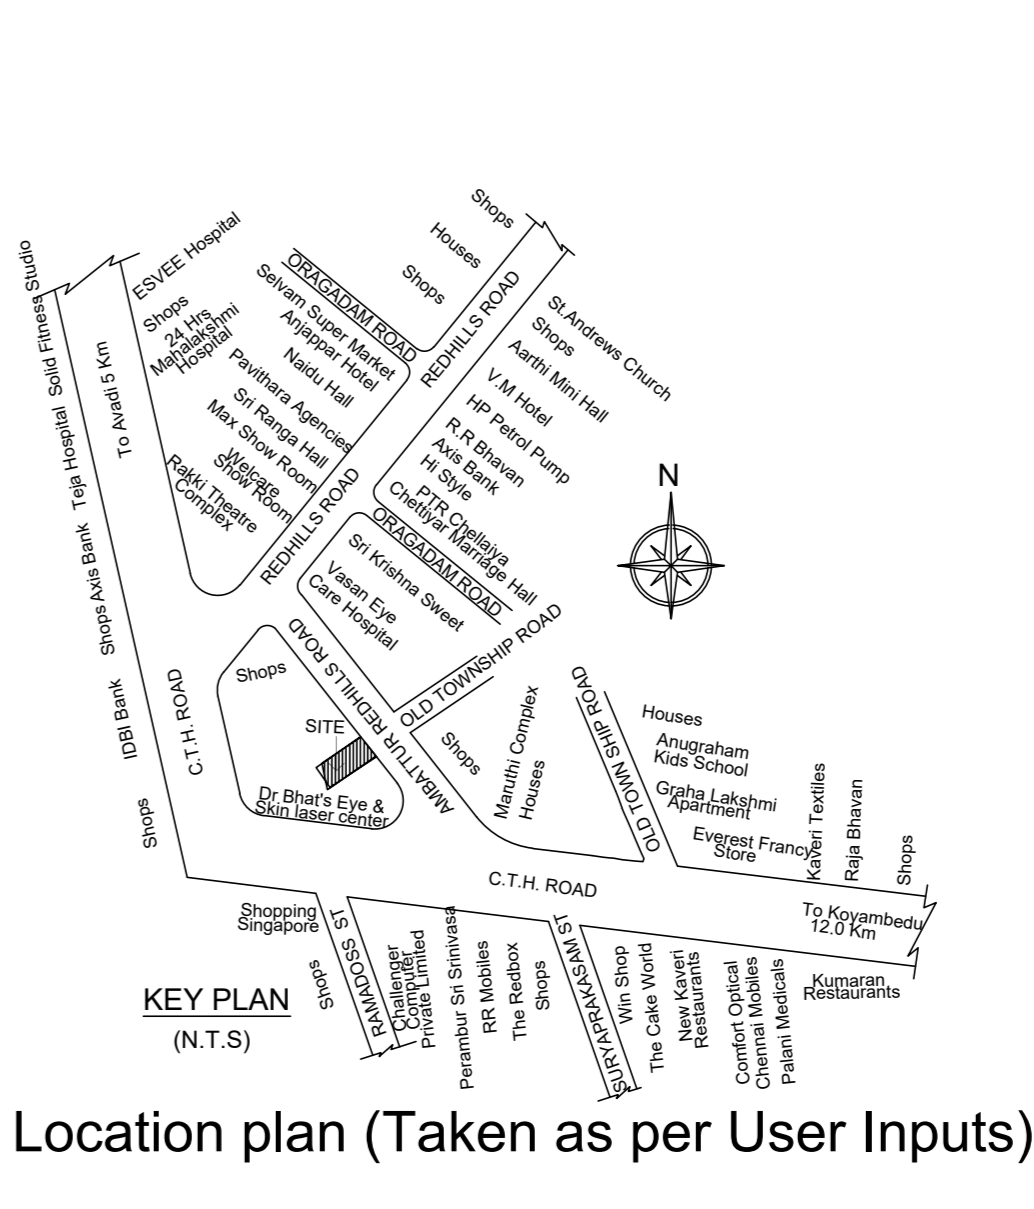 Shops
Houses
Shops
REDHILLS ROAD
ORAGADAM ROAD
Selvam Super Market
Anjappar Hotel
Naidu Hall
Pavithara Agencies
Sri Ranga Hall
Max Show Room
Welcare
Show Room
Rakki Theatre
Complex
ESVEE Hospital
Shops
24 Hrs
Mahalakshmi
Hospital
Solid Fitness Studio
Teja Hospital
Axis Bank
Shops
IDBI Bank
Shops
To Avadi 5 Km
C.T.H. ROAD
REDHILLS ROAD
St.Andrews Church
Shops
Aarthi Mini Hall
V.M Hotel
HP Petrol Pump
R.R Bhavan
Axis Bank
Hi Style
PTR Chellaiya
Chettiyar Marriage Hall
ORAGADAM ROAD
Sri Krishna Sweet
Vasan Eye
Care Hospital
OLD TOWNSHIP ROAD
AMBATTUR REDHILLS ROAD
N
Shops
SITE
Dr Bhat's Eye &
Skin laser center
Shops
Maruthi Complex
Houses
OLD TOWN SHIP ROAD
Houses
Anugraham
Kids School
Graha Lakshmi
Apartment
Everest Francy
Store
Kaveri Textiles
Raja Bhavan
Shops
C.T.H. ROAD
To Koyambedu
12.0 Km
Shopping
Singapore
Shops
RAMADOSS ST
Challenger
Computer
Private Limited
Perambur Sri Srinivasa
RR Mobiles
The Redbox
Shops
SURYAPRAKASAM ST
Win Shop
The Cake World
New Kaveri
Restaurants
Comfort Optical
Chennai Mobiles
Palani Medicals
Kumaran
Restaurants
KEY PLAN
(N.T.S)
Location plan (Taken as per User Inputs)